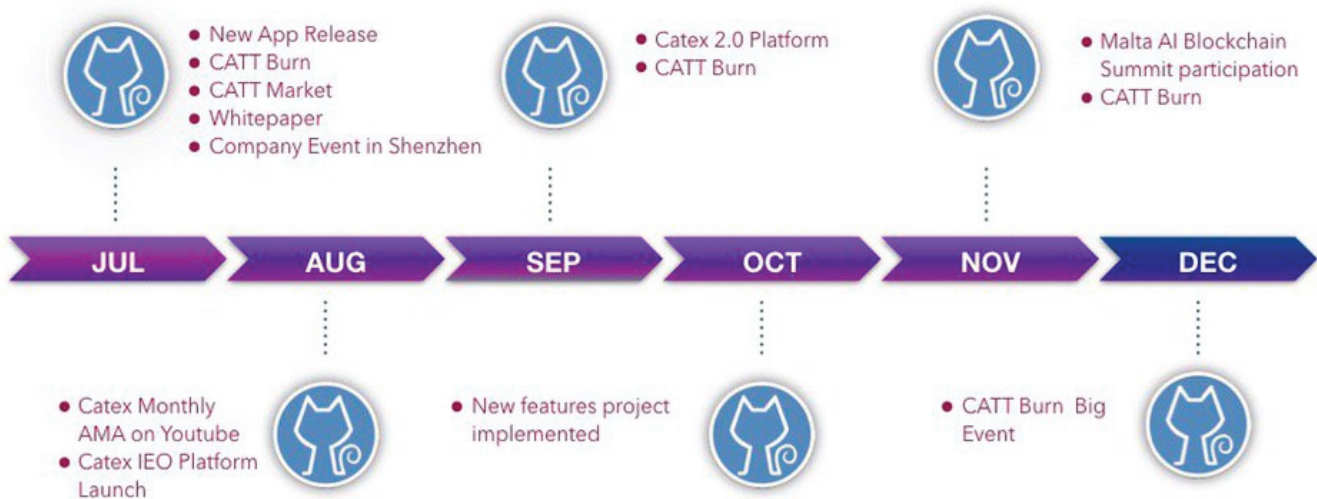 New App Release
CATT Burn
CATT Market
Whitepaper
Company Event in Shenzhen
Catex 2.0 Platform
CATT Burn
Malta AI Blockchain
Summit participation
CATT Burn
JUL
AUG
SEP
OCT
NOV
DEC
Catex Monthly
AMA on Youtube
Catex IEO Platform
Launch
New features project
implemented
CATT Burn Big
Event